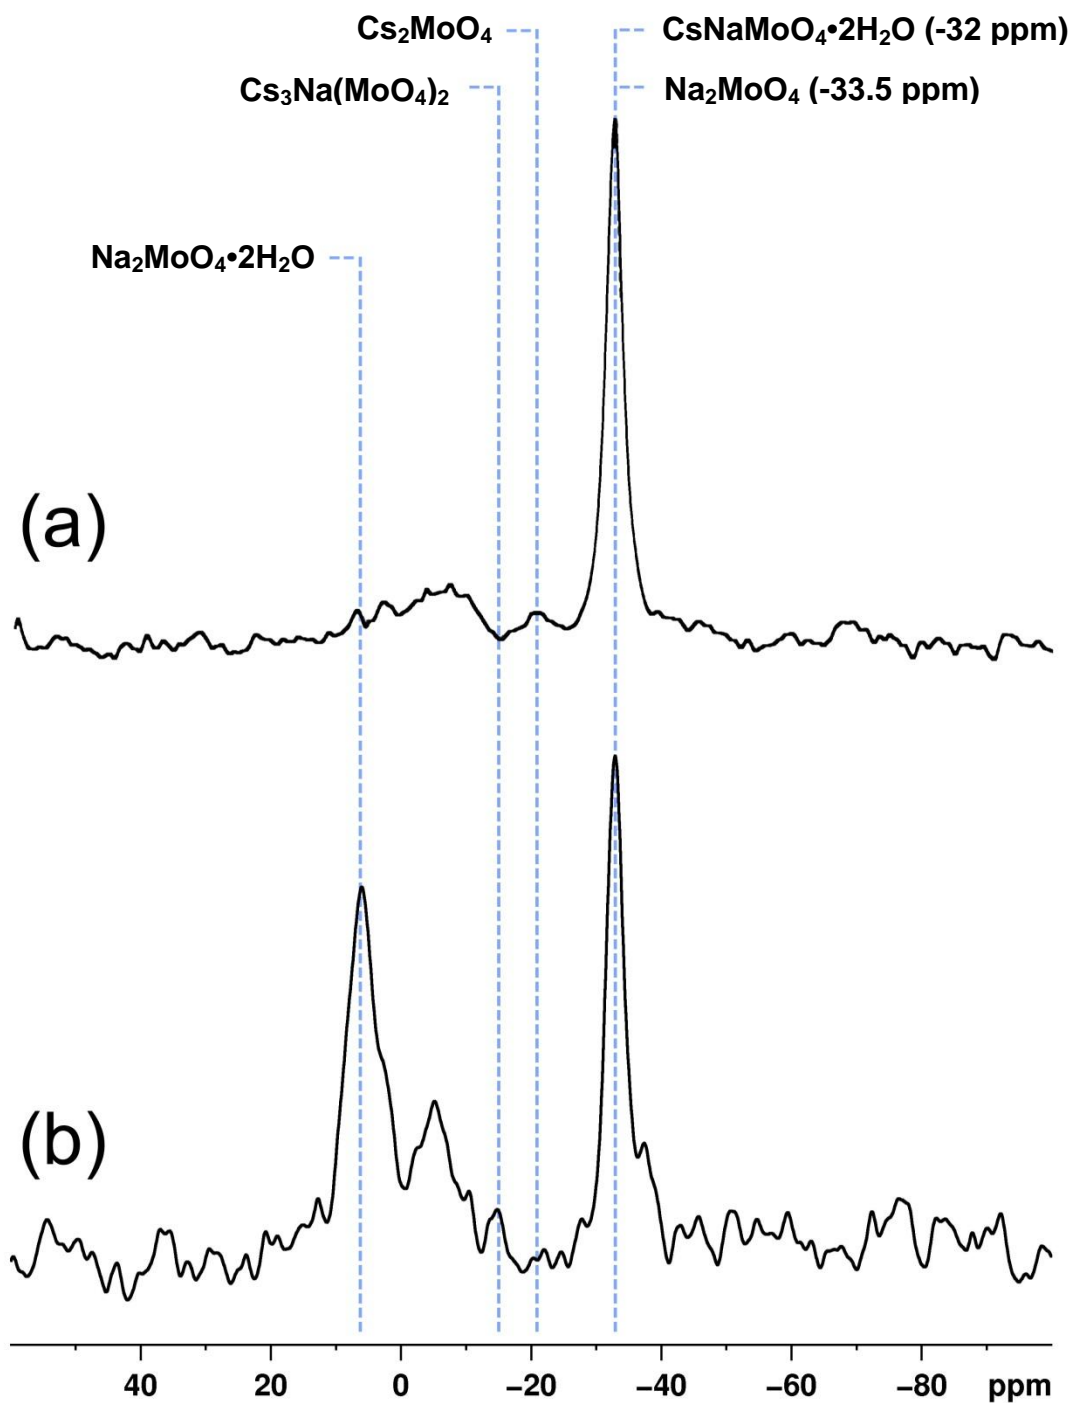 Cs₂MoO₄
CsNaMoO₄•2H₂O (-32 ppm)
Cs₃Na(MoO₄)₂
Na₂MoO₄ (-33.5 ppm)
Na₂MoO₄•2H₂O
(a)
(b)
40 20 0 –20 –40 –60 –80 ppm